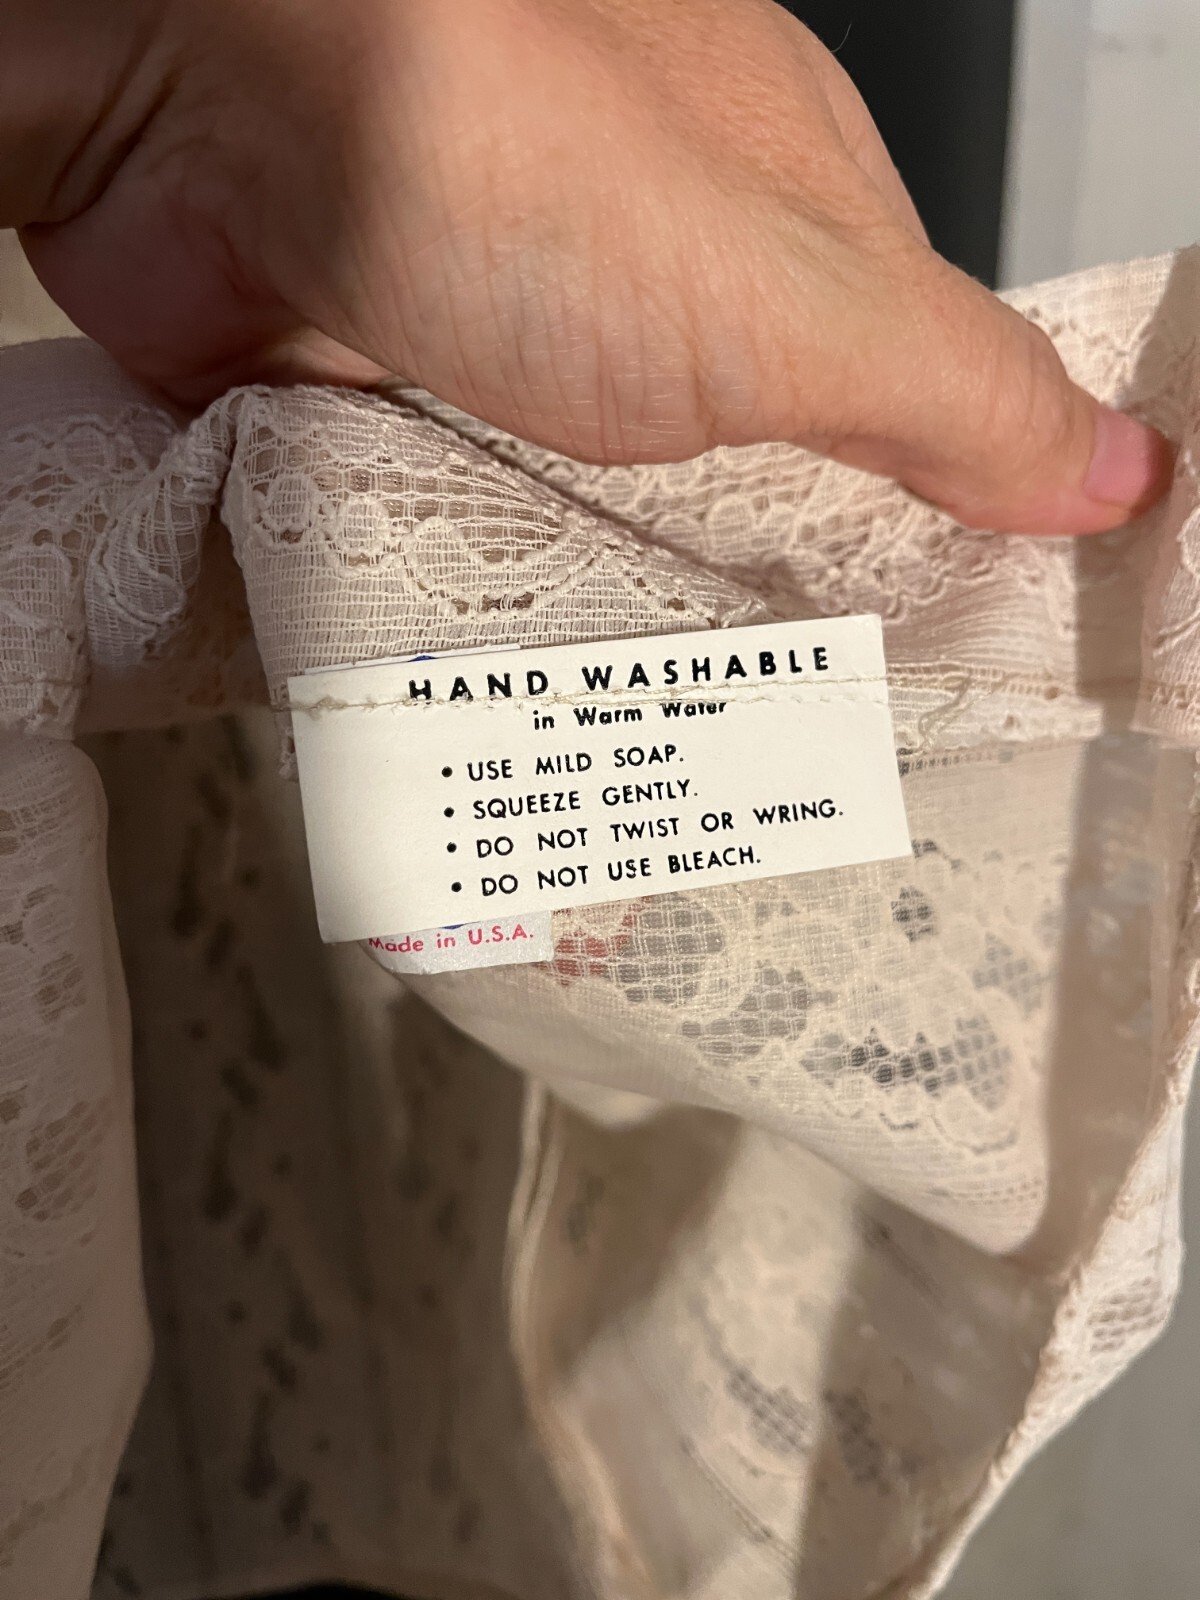 HAND WASHABLE
in Warm Water
• USE MILD SOAP.
• SQUEEZE GENTLY.
• DO NOT TWIST OR WRING.
• DO NOT USE BLEACH.
Made in U.S.A.